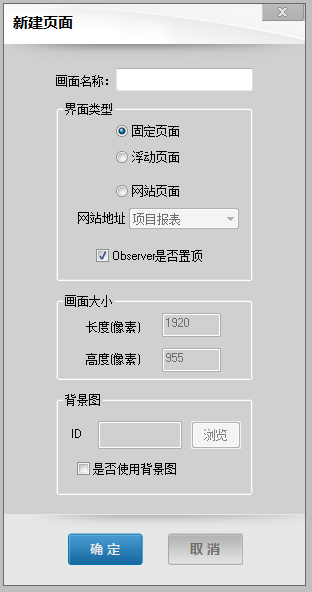 新建页面
画面名称：
界面类型
固定页面
浮动页面
网站页面
网站地址 项目报表
Observer是否置顶
画面大小
长度(像素) 1920
高度(像素) 955
背景图
ID 浏览
是否使用背景图
确定 取消